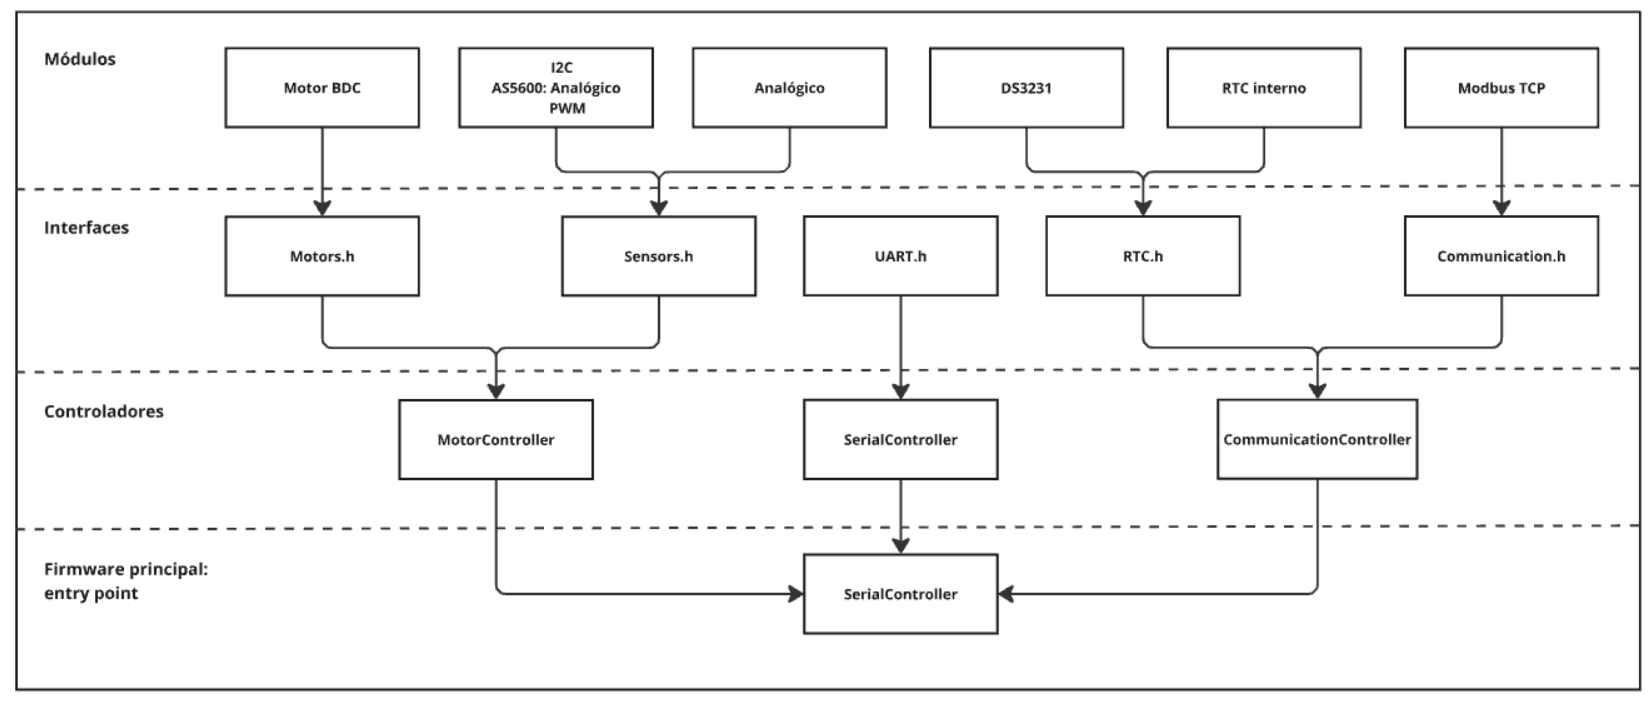 Módulos
Motor BDC
I2C
AS5600: Analógico
PWM
Analógico
DS3231
RTC interno
Modbus TCP
Interfaces
Motors.h
Sensors.h
UART.h
RTC.h
Communication.h
Controladores
MotorController
SerialController
CommunicationController
Firmware principal:
entry point
SerialController